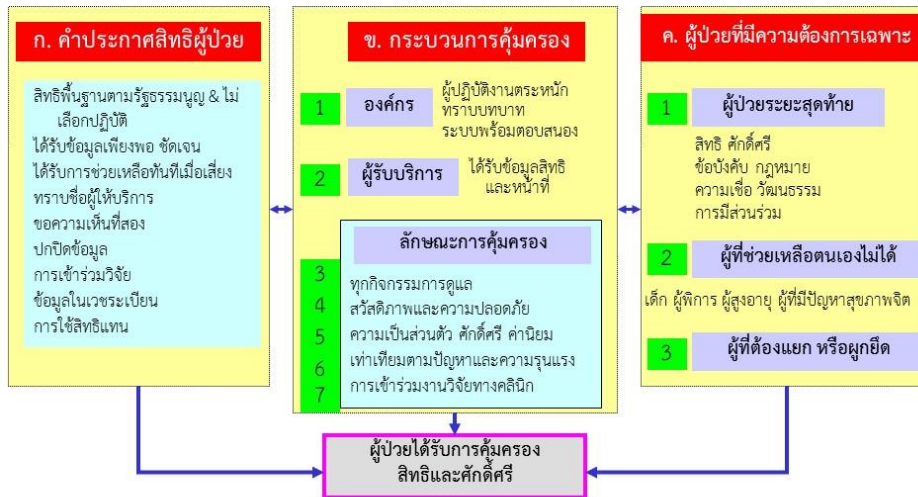 ก. คำประกาศสิทธิผู้ป่วย
สิทธิพื้นฐานตามรัฐธรรมนูญ & ไม่
เลือกปฏิบัติ
ได้รับข้อมูลเพียงพอ ชัดเจน
ได้รับการช่วยเหลือทันทีเมื่อเสี่ยง
ทราบชื่อผู้ให้บริการ
ขอความเห็นที่สอง
ปกปิดข้อมูล
การเข้าร่วมวิจัย
ข้อมูลในเวชระเบียน
การใช้สิทธิแทน
ข. กระบวนการคุ้มครอง
1 องค์กร
ผู้ปฏิบัติงานตระหนัก
ทราบบทบาท
ระบบพร้อมตอบสนอง
2 ผู้รับบริการ
ได้รับข้อมูลสิทธิ
และหน้าที่
ลักษณะการคุ้มครอง
3 ทุกกิจกรรมการดูแล
4 สวัสดิภาพและความปลอดภัย
5 ความเป็นส่วนตัว ศักดิ์ศรี ค่านิยม
6 เท่าเทียมตามปัญหาและความรุนแรง
7 การเข้าร่วมงานวิจัยทางคลินิก
ค. ผู้ป่วยที่มีความต้องการเฉพาะ
1 ผู้ป่วยระยะสุดท้าย
สิทธิ ศักดิ์ศรี
ข้อบังคับ กฎหมาย
ความเชื่อ วัฒนธรรม
การมีส่วนร่วม
2 ผู้ที่ช่วยเหลือตนเองไม่ได้
เด็ก ผู้พิการ ผู้สูงอายุ ผู้ที่มีปัญหาสุขภาพจิต
3 ผู้ที่ต้องแยก หรือผูกยึด
ผู้ป่วยได้รับการคุ้มครอง
สิทธิและศักดิ์ศรี